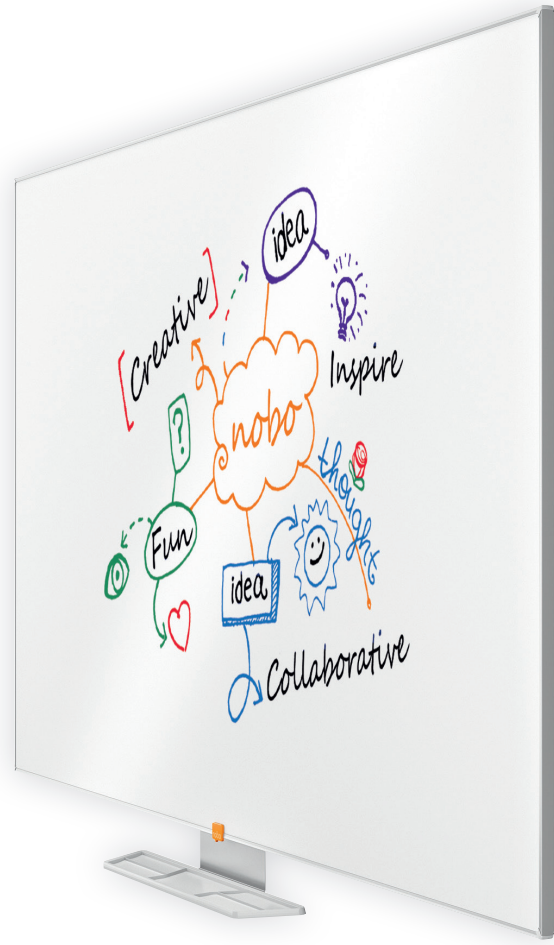 idea
[Creative]
Inspire
?
nobo
thought
Fun
idea
Collaborative